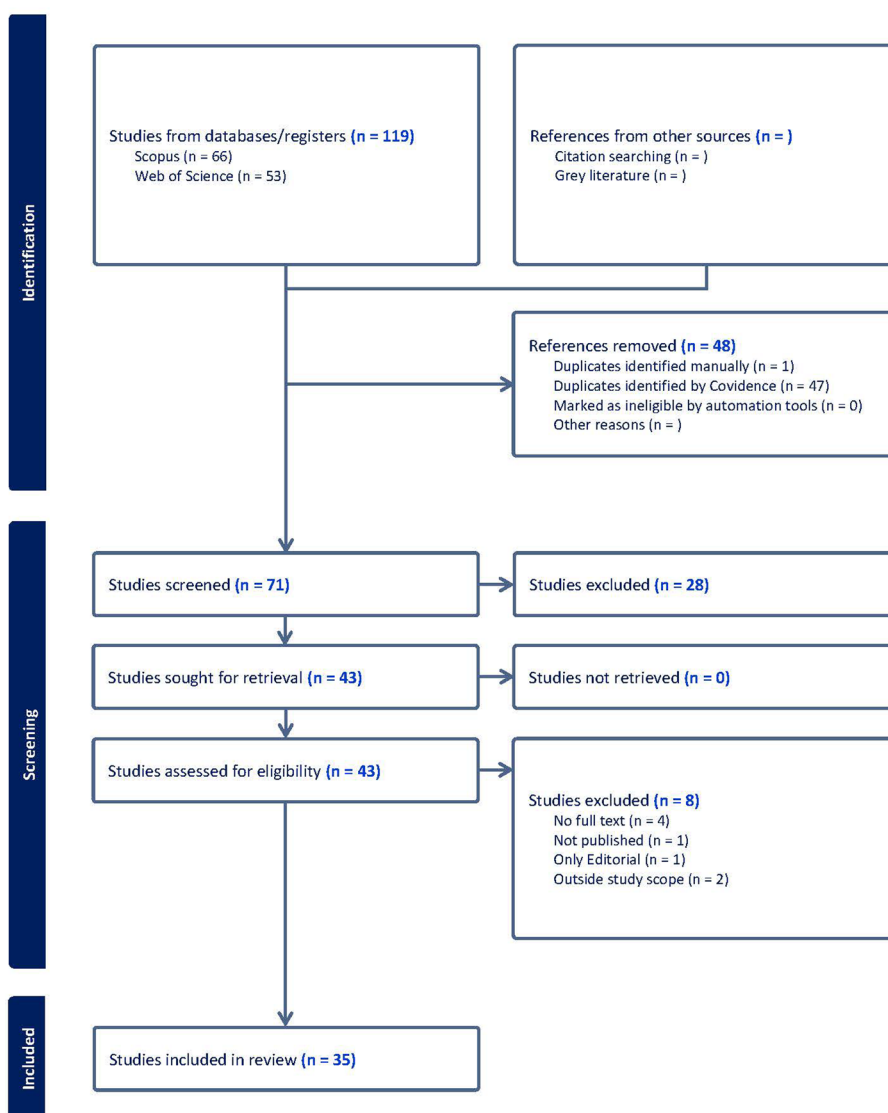 Identification
Studies from databases/registers (n = 119)
Scopus (n = 66)
Web of Science (n = 53)
References from other sources (n = )
Citation searching (n = )
Grey literature (n = )
References removed (n = 48)
Duplicates identified manually (n = 1)
Duplicates identified by Covidence (n = 47)
Marked as ineligible by automation tools (n = 0)
Other reasons (n = )
Screening
Studies screened (n = 71)
Studies excluded (n = 28)
Studies sought for retrieval (n = 43)
Studies not retrieved (n = 0)
Studies assessed for eligibility (n = 43)
Studies excluded (n = 8)
No full text (n = 4)
Not published (n = 1)
Only Editorial (n = 1)
Outside study scope (n = 2)
Included
Studies included in review (n = 35)